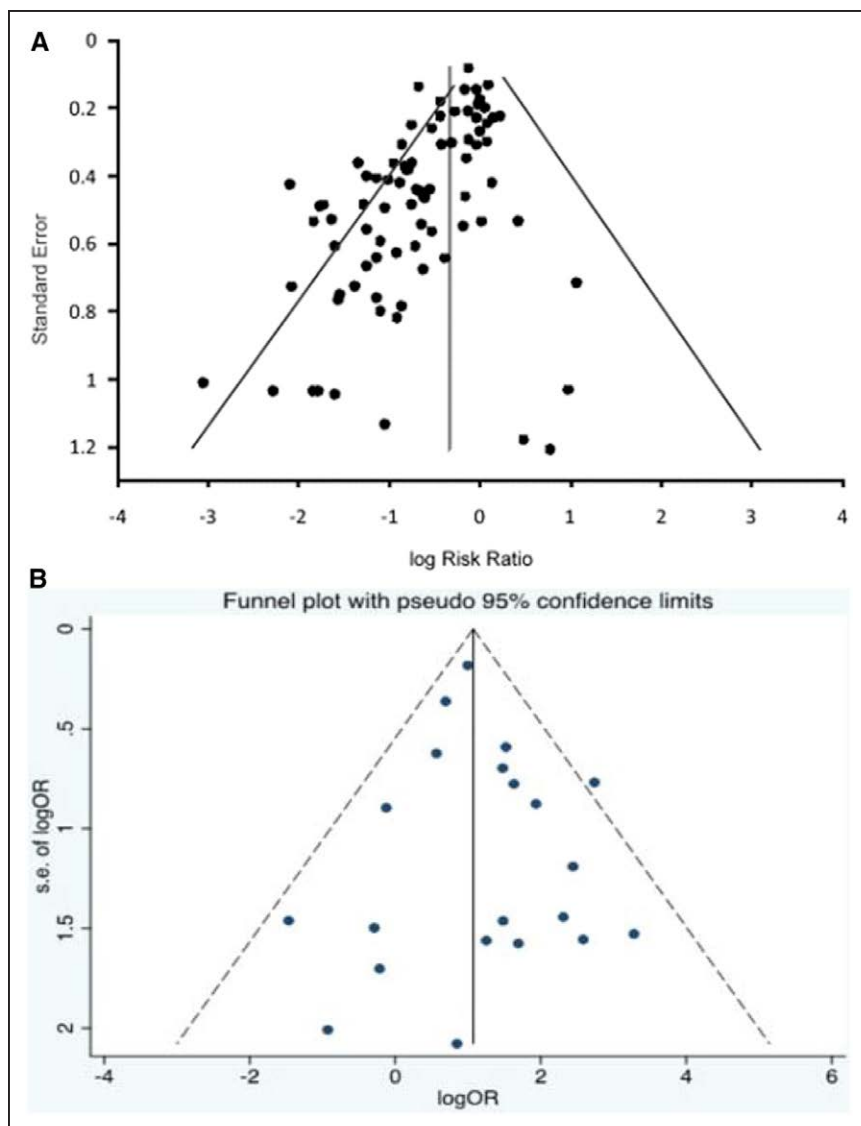 A
0
0.2
0.4
0.6
0.8
1
1.2
Standard Error
-4 -3 -2 -1 0 1 2 3 4
log Risk Ratio
B
Funnel plot with pseudo 95% confidence limits
0
.5
1
1.5
2
s.e. of logOR
-4 -2 0 2 4 6
logOR